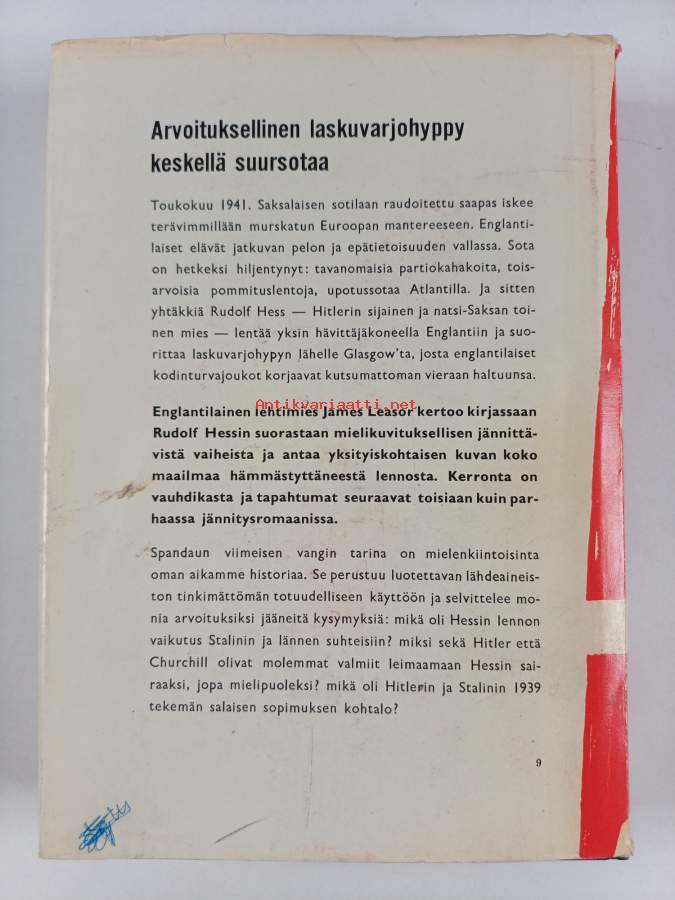 Arvoituksellinen laskuvarjohyppy
keskellä suursotaa
Toukokuu 1941. Saksalaisen sotilaan raudoitettu saapas iskee
terävimmillään murskatun Euroopan mantereeseen. Englanti-
laiset elävät jatkuvan pelon ja epätietoisuuden vallassa. Sota
on hetkeksi hiljentynyt: tavanomaisia partiokahakoita, tois-
arvoisia pommituslentoja, upotussotaa Atlantilla. Ja sitten
yhtäkkiä Rudolf Hess — Hitlerin sijainen ja natsi-Saksan toi-
nen mies — lentää yksin hävittäjäkoneella Englantiin ja suo-
rittaa laskuvarjohypyn lähelle Glasgow'ta, josta englantilaiset
kodinturvajoukot korjaavat kutsumattoman vieraan haltuunsa.
Antikvariaatti.net
Englantilainen lehtimies James Leasor kertoo kirjassaan
Rudolf Hessin suorastaan mielikuvituksellisen jännittä-
vistä vaiheista ja antaa yksityiskohtaisen kuvan koko
maailmaa hämmästyttäneestä lennosta. Kerronta on
vauhdikasta ja tapahtumat seuraavat toisiaan kuin par-
haassa jännitysromaanissa.
Spandaun viimeisen vangin tarina on mielenkiintoisinta
oman aikamme historiaa. Se perustuu luotettavan lähdeaineis-
ton tinkimättömän totuudelliseen käyttöön ja selvittelee mo-
nia arvoituksiksi jääneitä kysymyksiä: mikä oli Hessin lennon
vaikutus Stalinin ja lännen suhteisiin? miksi sekä Hitler että
Churchill olivat molemmat valmiit leimaamaan Hessin sai-
raaksi, jopa mielipuoleksi? mikä oli Hitlerin ja Stalinin 1939
tekemän salaisen sopimuksen kohtalo?
9